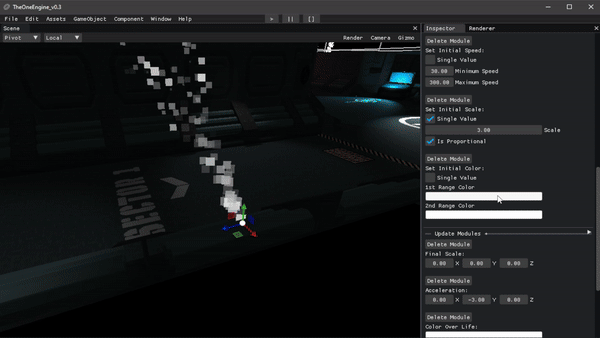 TheOneEngine_v0.3
File Edit Assets GameObject Component Window Help
Scene
Pivot Local Render Camera Gizmo
SECTOR 1
Inspector Renderer
Delete Module
Set Initial Speed:
Single Value
30.00 Minimum Speed
300.00 Maximum Speed
Delete Module
Set Initial Scale:
Single Value
3.00 Scale
Is Proportional
Delete Module
Set Initial Color:
Single Value
1st Range Color
2nd Range Color
Update Modules
Delete Module
Final Scale:
0.00 X 0.00 Y 0.00 Z
Delete Module
Acceleration:
0.00 X -3.00 Y 0.00 Z
Delete Module
Color Over Life: